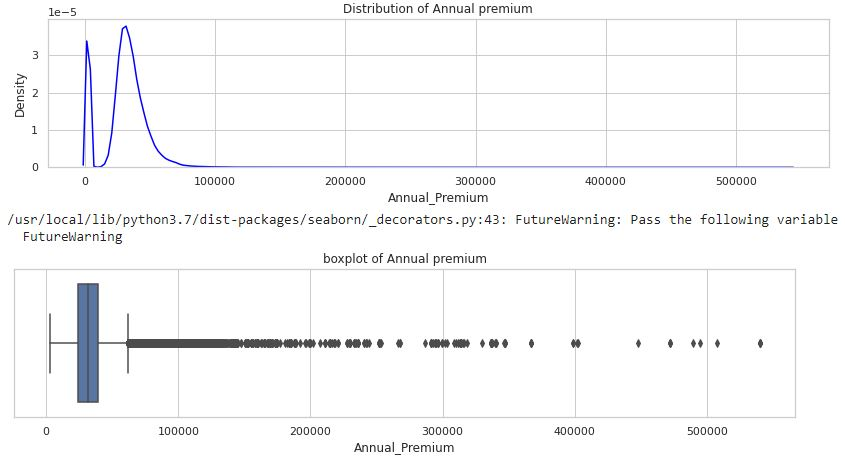 Distribution of Annual premium
1e−5
3
2
1
0
Density
0 100000 200000 300000 400000 500000
Annual_Premium
/usr/local/lib/python3.7/dist-packages/seaborn/_decorators.py:43: FutureWarning: Pass the following variable
FutureWarning
boxplot of Annual premium
0 100000 200000 300000 400000 500000
Annual_Premium